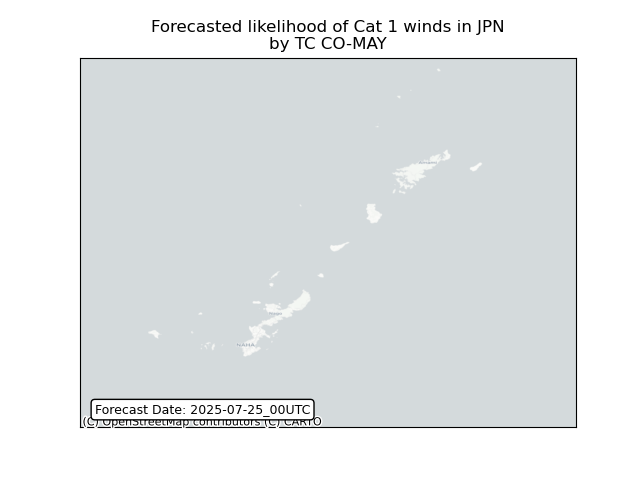 Forecasted likelihood of Cat 1 winds in JPN
by TC CO-MAY
NAHA
Forecast Date: 2025-07-25_00UTC
(C) OpenStreetMap contributors (C) CARTO